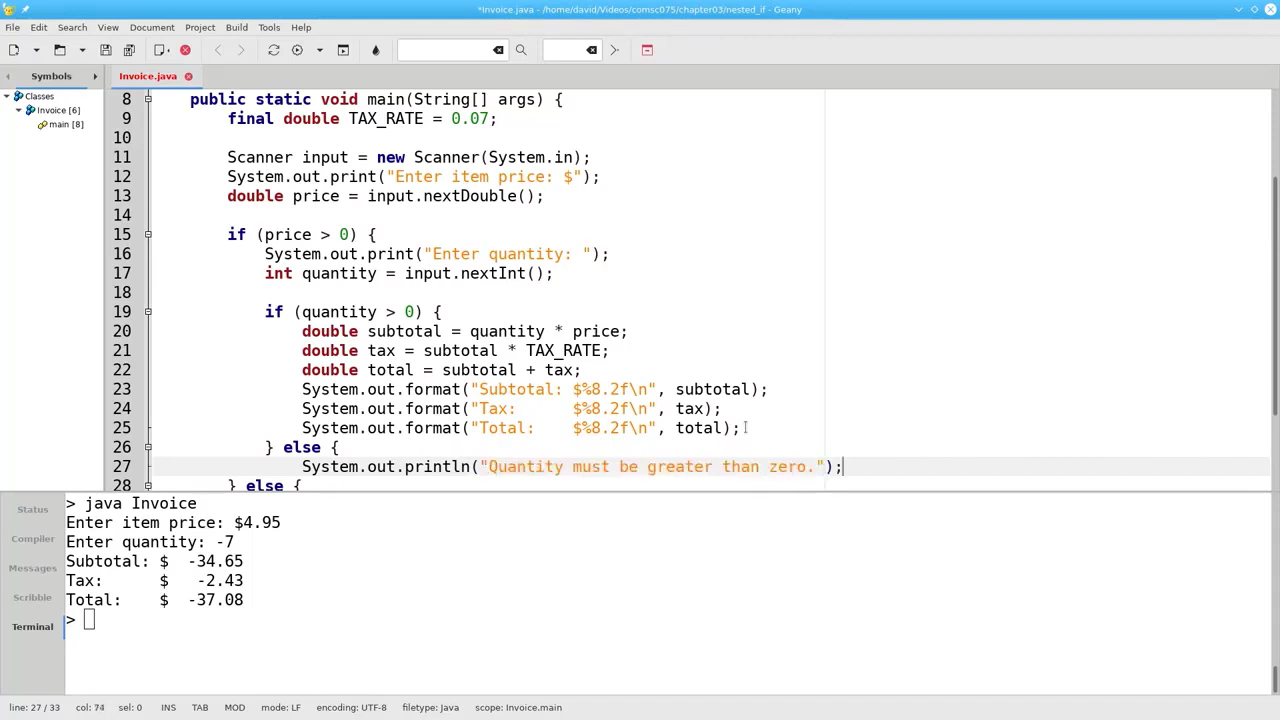 *Invoice.java - /home/david/Videos/comsc075/chapter03/nested_if - Geany
File Edit Search View Document Project Build Tools Help
Symbols Invoice.java
Classes
Invoice [6]
main [8]
8 public static void main(String[] args) {
9 final double TAX_RATE = 0.07;
10
11 Scanner input = new Scanner(System.in);
12 System.out.print("Enter item price: $");
13 double price = input.nextDouble();
14
15 if (price > 0) {
16 System.out.print("Enter quantity: ");
17 int quantity = input.nextInt();
18
19 if (quantity > 0) {
20 double subtotal = quantity * price;
21 double tax = subtotal * TAX_RATE;
22 double total = subtotal + tax;
23 System.out.format("Subtotal: $%8.2f\n", subtotal);
24 System.out.format("Tax:      $%8.2f\n", tax);
25 System.out.format("Total:    $%8.2f\n", total);
26 } else {
27 System.out.println("Quantity must be greater than zero.");
28 } else {
Status
Compiler
Messages
Scribble
Terminal
> java Invoice
Enter item price: $4.95
Enter quantity: -7
Subtotal: $  -34.65
Tax:      $   -2.43
Total:    $  -37.08
>
line: 27 / 33 col: 74 sel: 0 INS TAB MOD mode: LF encoding: UTF-8 filetype: Java scope: Invoice.main